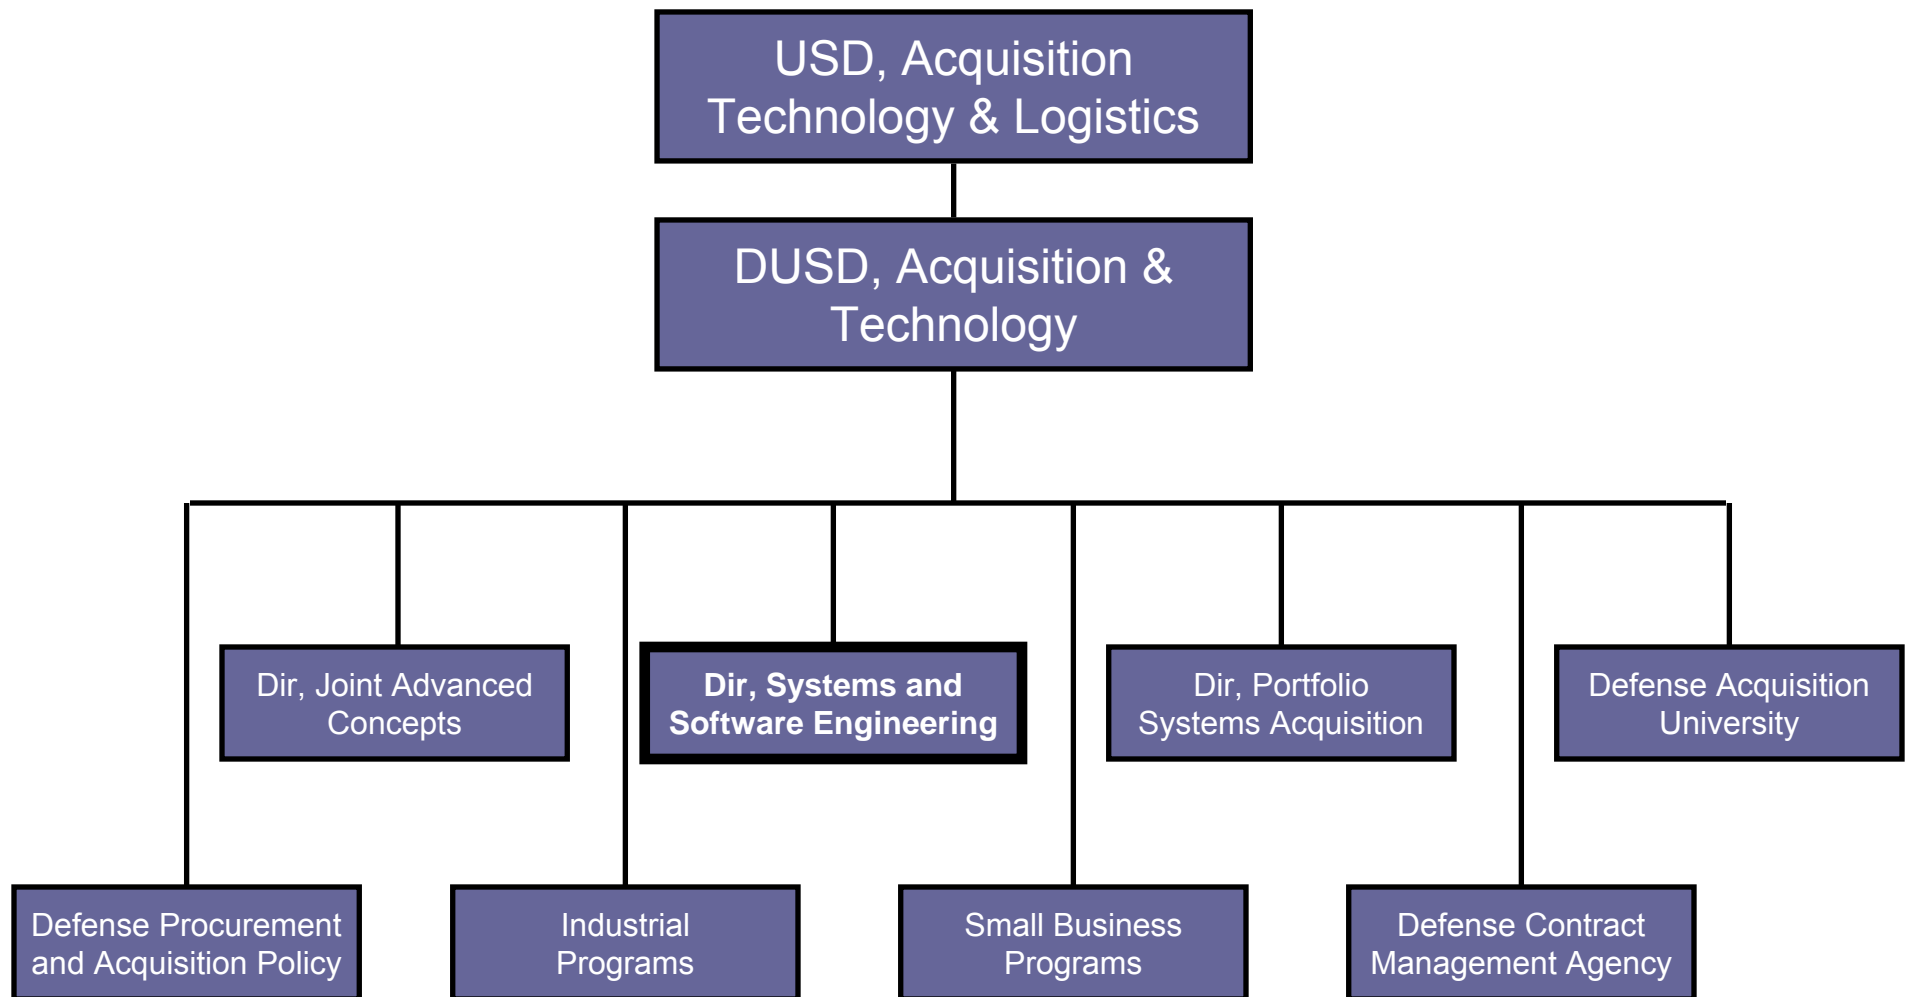 USD, Acquisition
Technology & Logistics
DUSD, Acquisition &
Technology
Dir, Joint Advanced
Concepts
Dir, Systems and
Software Engineering
Dir, Portfolio
Systems Acquisition
Defense Acquisition
University
Defense Procurement
and Acquisition Policy
Industrial
Programs
Small Business
Programs
Defense Contract
Management Agency